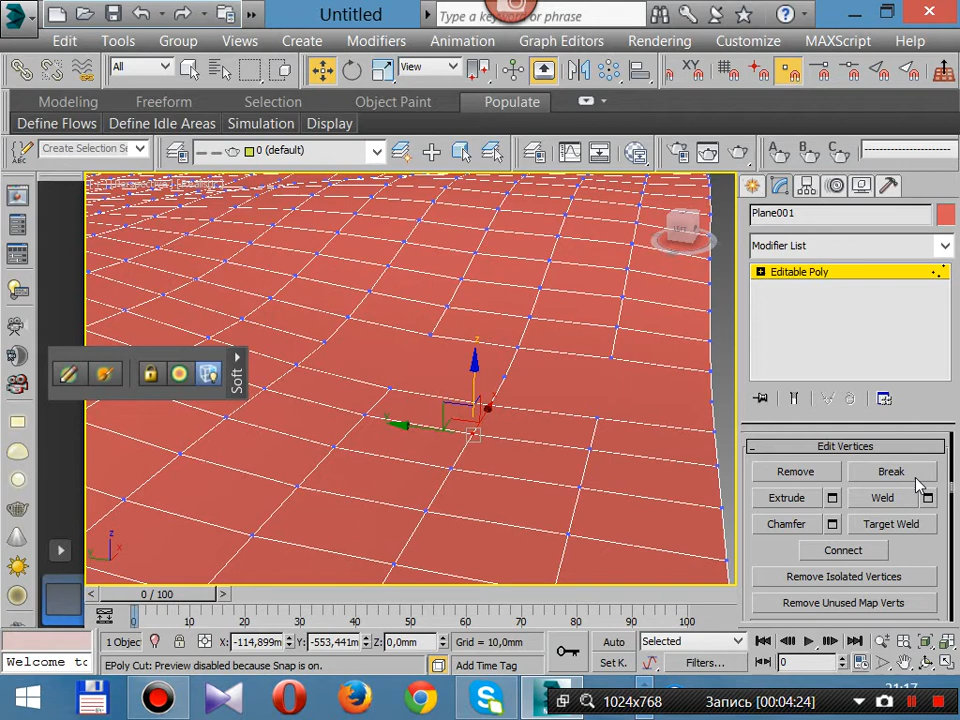 Untitled
Type a keyword or phrase
Edit Tools Group Views Create Modifiers Animation Graph Editors Rendering Customize MAXScript Help
All
View
XY
Modeling Freeform Selection Object Paint Populate
Define Flows Define Idle Areas Simulation Display
ABC
Create Selection Se
0 (default)
A B C
Plane001
Modifier List
Editable Poly
Soft
Edit Vertices
Remove Break
Extrude Weld
Chamfer Target Weld
Connect
Remove Isolated Vertices
Remove Unused Map Verts
z
y x
0 / 100
0 10 20 30 40 50 60 70 80 90 100
1 Objec X: -114,899m Y: -553,441m Z: 0,0mm Grid = 10,0mm Auto Selected
Welcome to
EPoly Cut: Preview disabled because Snap is on. Add Time Tag Set K. Filters... 0
21:17
1024x768 Запись [00:04:24]